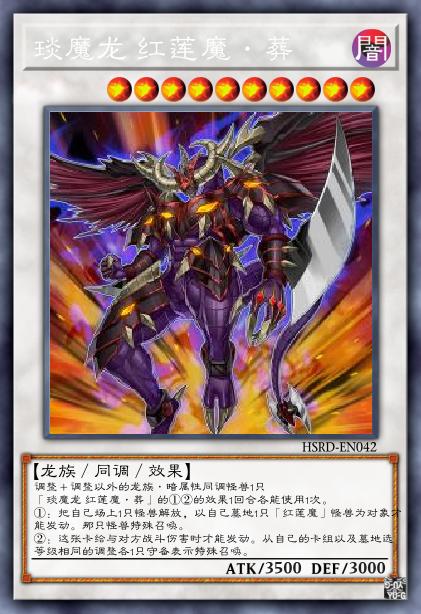 琰魔龙 红莲魔·葬
闇
HSRD-EN042
【龙族/同调/效果】
调整+调整以外的龙族·暗属性同调怪兽1只
「琰魔龙 红莲魔·葬」的①②的效果1回合各能使用1次。
①：把自己场上1只怪兽解放，以自己墓地1只「红莲魔」怪兽为对象才
能发动。那只怪兽特殊召唤。
②：这张卡给与对方战斗伤害时才能发动。从自己的卡组以及墓地选
等级相同的调整各1只守备表示特殊召唤。
ATK/3500 DEF/3000